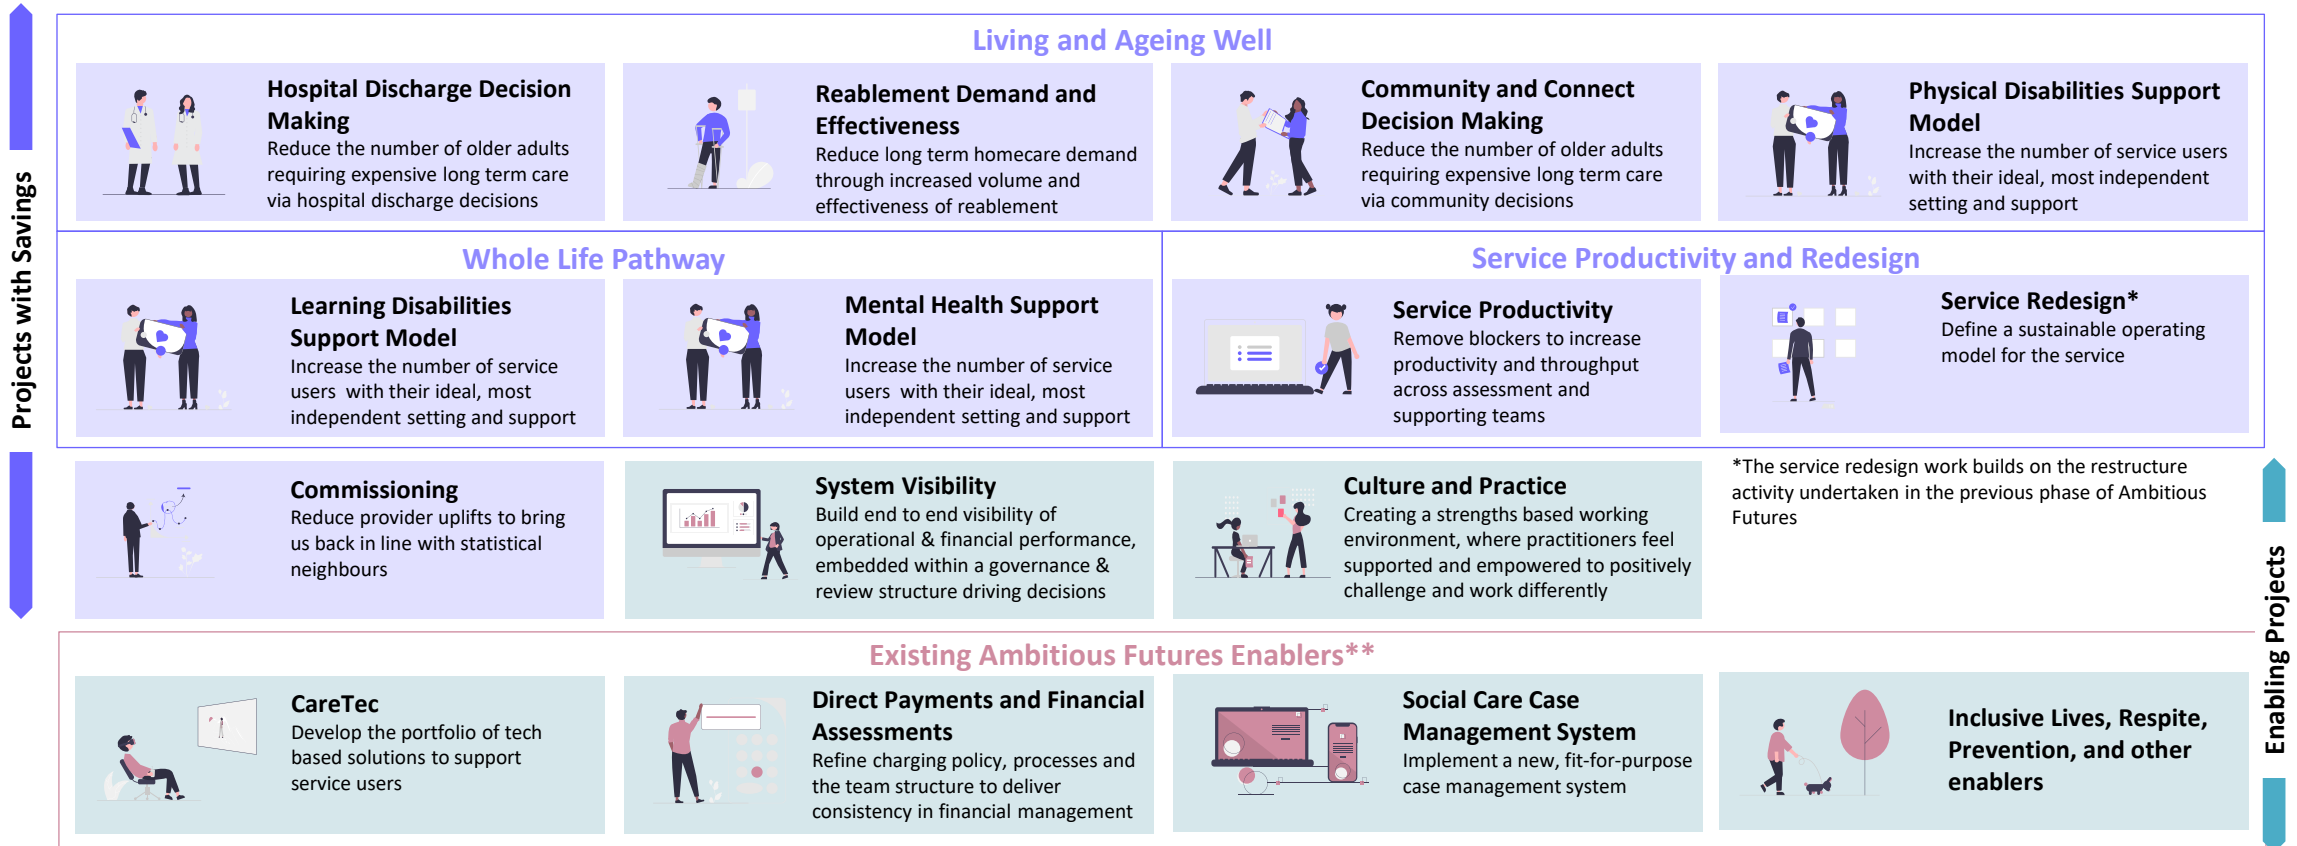 Living and Ageing Well
Hospital Discharge Decision
Making
Reduce the number of older adults
requiring expensive long term care
via hospital discharge decisions
Reablement Demand and
Effectiveness
Reduce long term homecare demand
through increased volume and
effectiveness of reablement
Community and Connect
Decision Making
Reduce the number of older adults
requiring expensive long term care
via community decisions
Physical Disabilities Support
Model
Increase the number of service users
with their ideal, most independent
setting and support
Projects with Savings
Whole Life Pathway
Learning Disabilities
Support Model
Increase the number of service
users with their ideal, most
independent setting and support
Mental Health Support
Model
Increase the number of service
users with their ideal, most
independent setting and support
Service Productivity and Redesign
Service Productivity
Remove blockers to increase
productivity and throughput
across assessment and
supporting teams
Service Redesign*
Define a sustainable operating
model for the service
Commissioning
Reduce provider uplifts to bring
us back in line with statistical
neighbours
System Visibility
Build end to end visibility of
operational & financial performance,
embedded within a governance &
review structure driving decisions
Culture and Practice
Creating a strengths based working
environment, where practitioners feel
supported and empowered to positively
challenge and work differently
*The service redesign work builds on the restructure
activity undertaken in the previous phase of Ambitious
Futures
Enabling Projects
Existing Ambitious Futures Enablers**
CareTec
Develop the portfolio of tech
based solutions to support
service users
Direct Payments and Financial
Assessments
Refine charging policy, processes and
the team structure to deliver
consistency in financial management
Social Care Case
Management System
Implement a new, fit-for-purpose
case management system
Inclusive Lives, Respite,
Prevention, and other
enablers